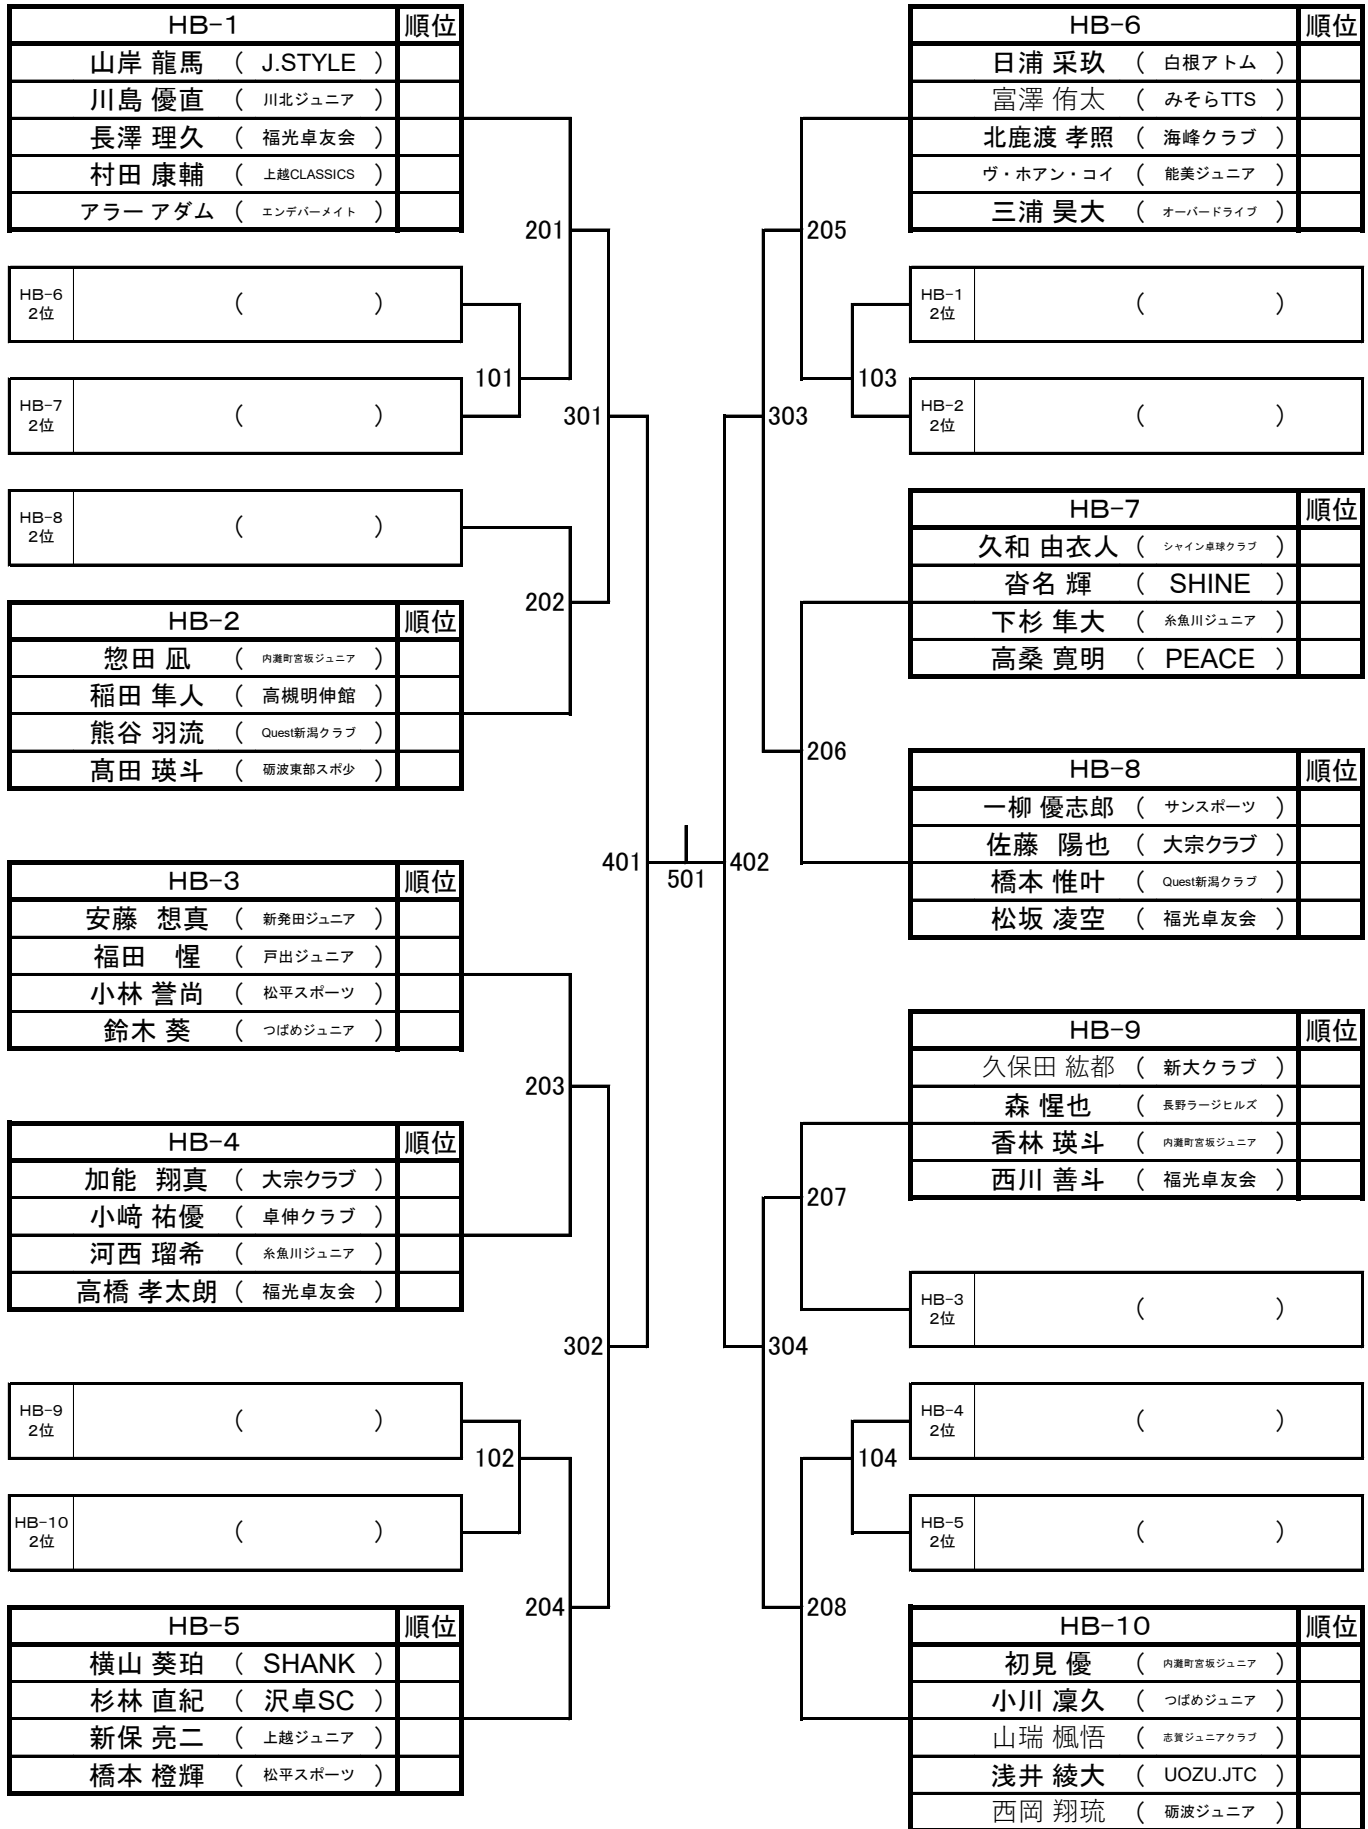 HB-1 順位
山岸 龍馬 ( J.STYLE )
川島 優直 ( 川北ジュニア )
長澤 理久 ( 福光卓友会 )
村田 康輔 ( 上越CLASSICS )
アラー アダム ( エンデバーメイト )
201
HB-6
2位 ( )
101
HB-7
2位 ( )
301
HB-8
2位 ( )
202
HB-2 順位
惣田 凪 ( 内灘町宮坂ジュニア )
稲田 隼人 ( 高槻明伸館 )
熊谷 羽流 ( Quest新潟クラブ )
髙田 瑛斗 ( 砺波東部スポ少 )
401
501
402
HB-3 順位
安藤 想真 ( 新発田ジュニア )
福田 惺 ( 戸出ジュニア )
小林 誉尚 ( 松平スポーツ )
鈴木 葵 ( つばめジュニア )
203
HB-4 順位
加能 翔真 ( 大宗クラブ )
小﨑 祐優 ( 卓伸クラブ )
河西 瑠希 ( 糸魚川ジュニア )
高橋 孝太朗 ( 福光卓友会 )
302
HB-9
2位 ( )
102
HB-10
2位 ( )
204
HB-5 順位
横山 葵珀 ( SHANK )
杉林 直紀 ( 沢卓SC )
新保 亮二 ( 上越ジュニア )
橋本 橙輝 ( 松平スポーツ )
HB-6 順位
日浦 采玖 ( 白根アトム )
富澤 侑太 ( みそらTTS )
北鹿渡 孝照 ( 海峰クラブ )
ヴ・ホアン・コイ ( 能美ジュニア )
三浦 昊大 ( オーバードライブ )
205
HB-1
2位 ( )
103
HB-2
2位 ( )
303
HB-7 順位
久和 由衣人 ( シャイン卓球クラブ )
沓名 輝 ( SHINE )
下杉 隼大 ( 糸魚川ジュニア )
高桑 寛明 ( PEACE )
206
HB-8 順位
一柳 優志郎 ( サンスポーツ )
佐藤 陽也 ( 大宗クラブ )
橋本 惟叶 ( Quest新潟クラブ )
松坂 凌空 ( 福光卓友会 )
HB-9 順位
久保田 紘都 ( 新大クラブ )
森 惺也 ( 長野ラージヒルズ )
香林 瑛斗 ( 内灘町宮坂ジュニア )
西川 善斗 ( 福光卓友会 )
207
HB-3
2位 ( )
304
HB-4
2位 ( )
104
HB-5
2位 ( )
208
HB-10 順位
初見 優 ( 内灘町宮坂ジュニア )
小川 凜久 ( つばめジュニア )
山瑞 楓悟 ( 志賀ジュニアクラブ )
浅井 綾大 ( UOZU.JTC )
西岡 翔琉 ( 砺波ジュニア )